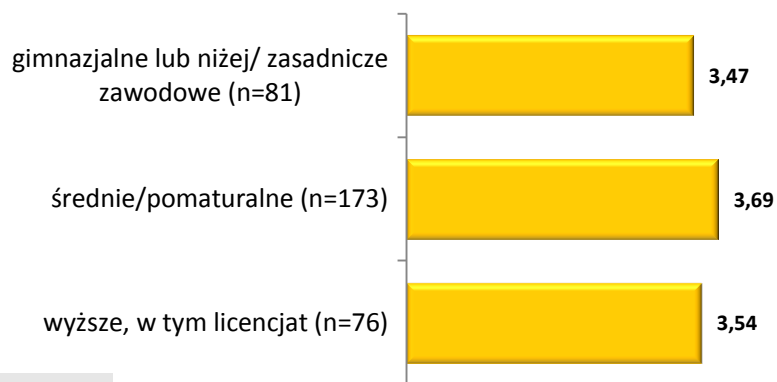 gimnazjalne lub niżej/ zasadnicze
zawodowe (n=81)
3,47
średnie/pomaturalne (n=173)
3,69
wyższe, w tym licencjat (n=76)
3,54